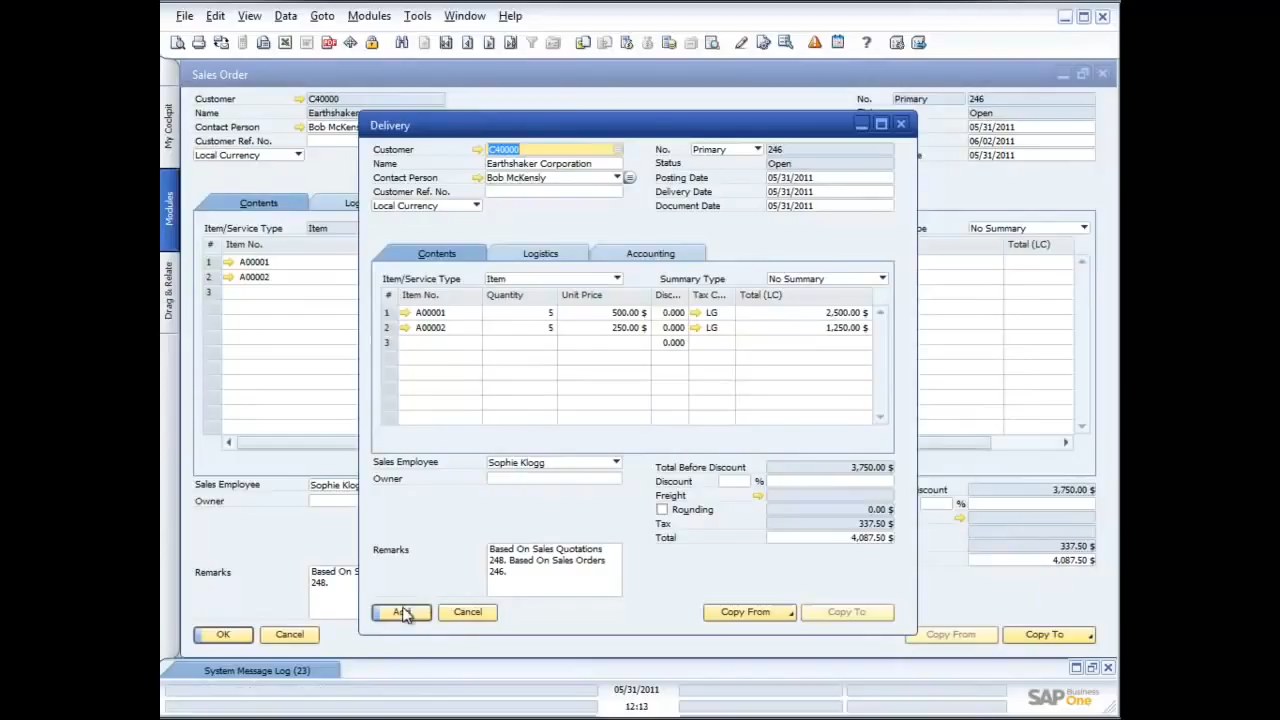 File Edit View Data Goto Modules Tools Window Help
Sales Order
My Cockpit
Modules
Drag & Relate
Customer C40000
Name Earthshaker
Contact Person Bob McKens
Customer Ref. No.
Local Currency
No. Primary 246
Open
05/31/2011
06/02/2011
05/31/2011
Contents
Item/Service Type Item
No Summary
# Item No.
Total (LC)
1 A00001
2 A00002
3
Sales Employee Sophie Klog
Owner
Remarks
Based On S
248.
OK Cancel
scount 3,750.00 $
%
337.50 $
4,087.50 $
Copy From Copy To
Delivery
Customer C40000
Name Earthshaker Corporation
Contact Person Bob McKensly
Customer Ref. No.
Local Currency
No. Primary 246
Status Open
Posting Date 05/31/2011
Delivery Date 05/31/2011
Document Date 05/31/2011
Contents Logistics Accounting
Item/Service Type Item Summary Type No Summary
# Item No. Quantity Unit Price Disc... Tax C... Total (LC)
1 A00001 5 500.00 $ 0.000 LG 2,500.00 $
2 A00002 5 250.00 $ 0.000 LG 1,250.00 $
3 0.000
Sales Employee Sophie Klogg
Owner
Total Before Discount 3,750.00 $
Discount %
Freight
Rounding 0.00 $
Tax 337.50 $
Total 4,087.50 $
Remarks
Based On Sales Quotations
248. Based On Sales Orders
246.
Add Cancel Copy From Copy To
System Message Log (23)
05/31/2011
12:13
SAP Business One